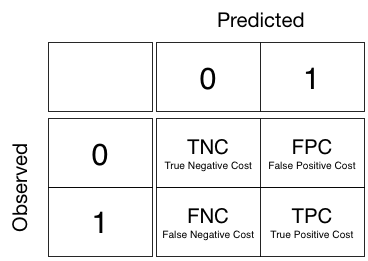 Predicted
0 1
Observed
0
TNC FPC
True Negative Cost False Positive Cost
1
FNC TPC
False Negative Cost True Positive Cost